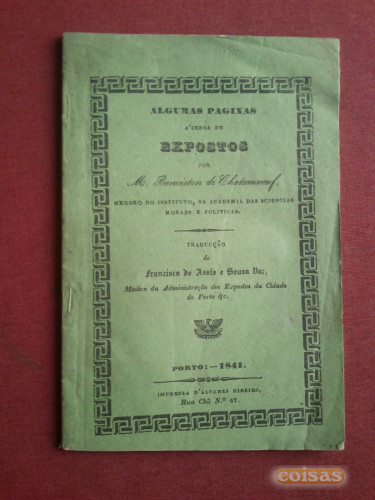 ALGUMAS PAGINAS
A'CERCA DE
EXPOSTOS
POR
M. Benoiston de Chateauneuf,
MEMBRO DO INSTITUTO, NA ACADEMIA DAS SCIENCIAS
MORAES E POLITICAS.
TRADUCÇÃO
de
Francisco de Assis e Sousa Vaz,
Medico da Administração dos Expostos da Cidade
do Porto &c.
PORTO: —1841.
IMPRESSA D'ALVARES RIBEIRO,
Rua Chã N.º 67.
coisas